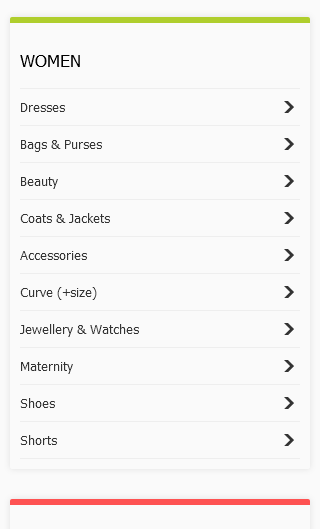 WOMEN
Dresses
Bags & Purses
Beauty
Coats & Jackets
Accessories
Curve (+size)
Jewellery & Watches
Maternity
Shoes
Shorts